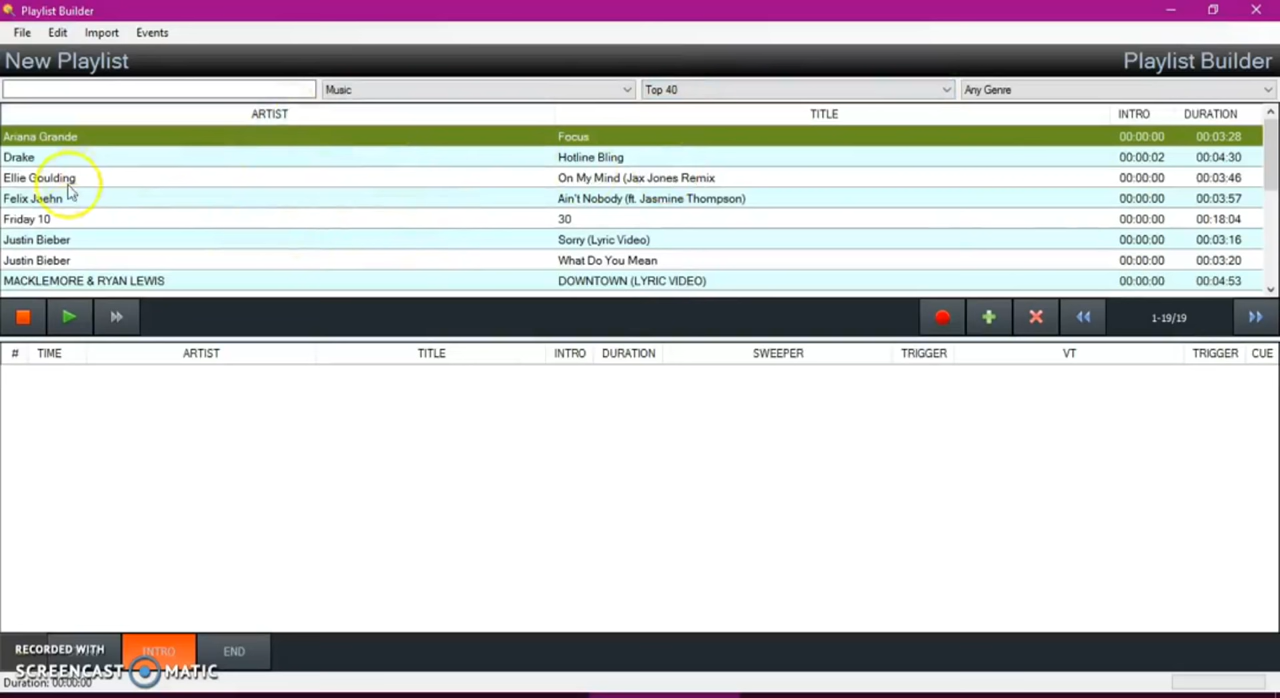 Playlist Builder
File Edit Import Events
New Playlist Playlist Builder
Music Top 40 Any Genre
ARTIST TITLE INTRO DURATION
Ariana Grande Focus 00:00:00 00:03:28
Drake Hotline Bling 00:00:02 00:04:30
Ellie Goulding On My Mind (Jax Jones Remix 00:00:00 00:03:46
Felix Jaehn Ain't Nobody (ft. Jasmine Thompson) 00:00:00 00:03:57
Friday 10 30 00:00:00 00:18:04
Justin Bieber Sorry (Lyric Video) 00:00:00 00:03:16
Justin Bieber What Do You Mean 00:00:00 00:03:20
MACKLEMORE & RYAN LEWIS DOWNTOWN (LYRIC VIDEO) 00:00:00 00:04:53
1-19/19
# TIME ARTIST TITLE INTRO DURATION SWEEPER TRIGGER VT TRIGGER CUE
RECORDED WITH INTRO END
SCREENCAST MATIC
Duration: 00:00:00